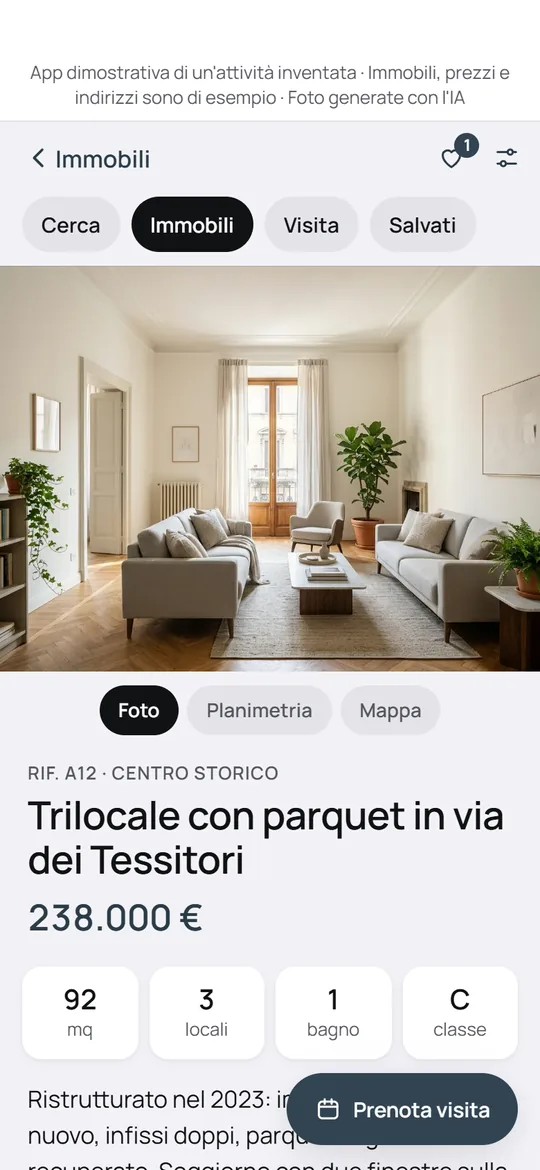 App dimostrativa di un'attività inventata · Immobili, prezzi e
indirizzi sono di esempio · Foto generate con l'IA
Immobili
1
Cerca
Immobili
Visita
Salvati
Foto
Planimetria
Mappa
RIF. A12 · CENTRO STORICO
Trilocale con parquet in via
dei Tessitori
238.000 €
92
mq
3
locali
1
bagno
C
classe
Ristrutturato nel 2023:
Prenota visita
nuovo, infissi doppi,